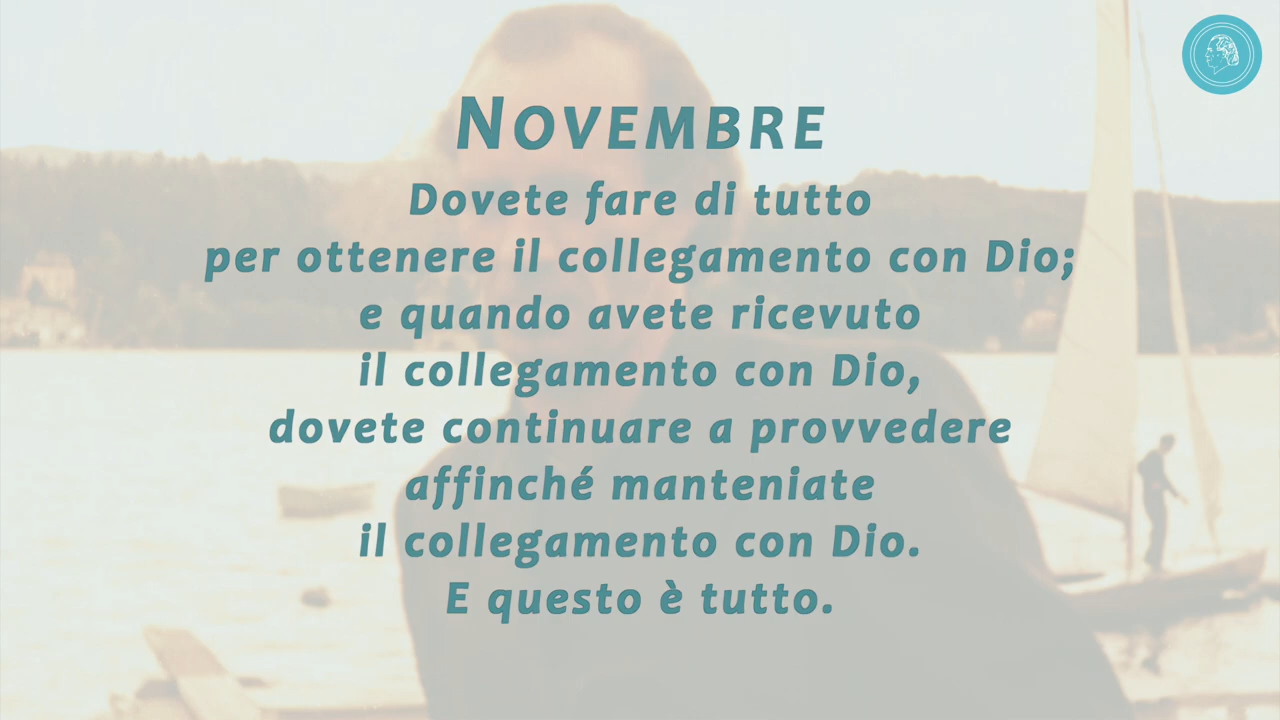 Novembre
Dovete fare di tutto
per ottenere il collegamento con Dio;
e quando avete ricevuto
il collegamento con Dio,
dovete continuare a provvedere
affinché manteniate
il collegamento con Dio.
E questo è tutto.